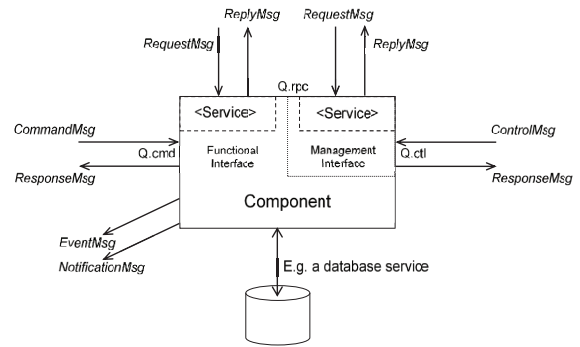 ReplyMsg
RequestMsg
RequestMsg
ReplyMsg
Q.rpc
<Service>
<Service>
CommandMsg
ControlMsg
Q.cmd
Functional
Interface
Management
Interface
Q.ctl
ResponseMsg
ResponseMsg
Component
EventMsg
NotificationMsg
E.g. a database service